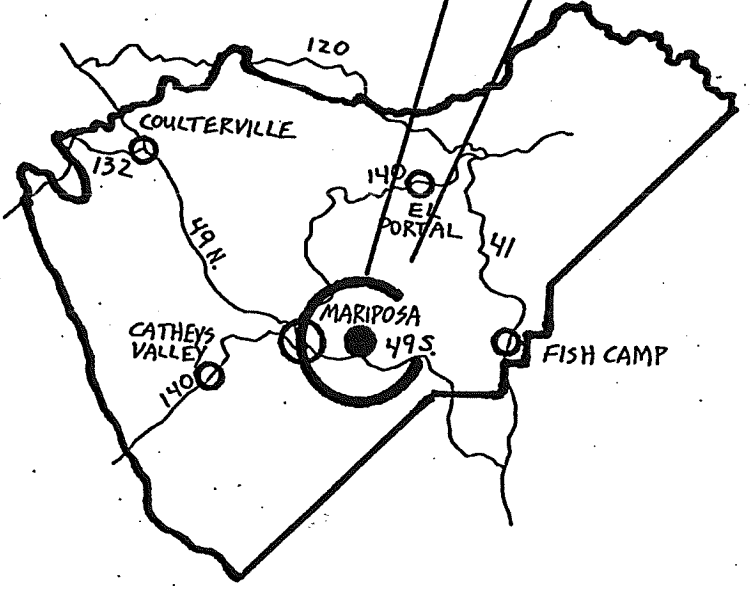 120
COULTERVILLE
132
140
EL
PORTAL
49 N.
41
MARIPOSA
CATHEYS
VALLEY
49 S.
FISH CAMP
140